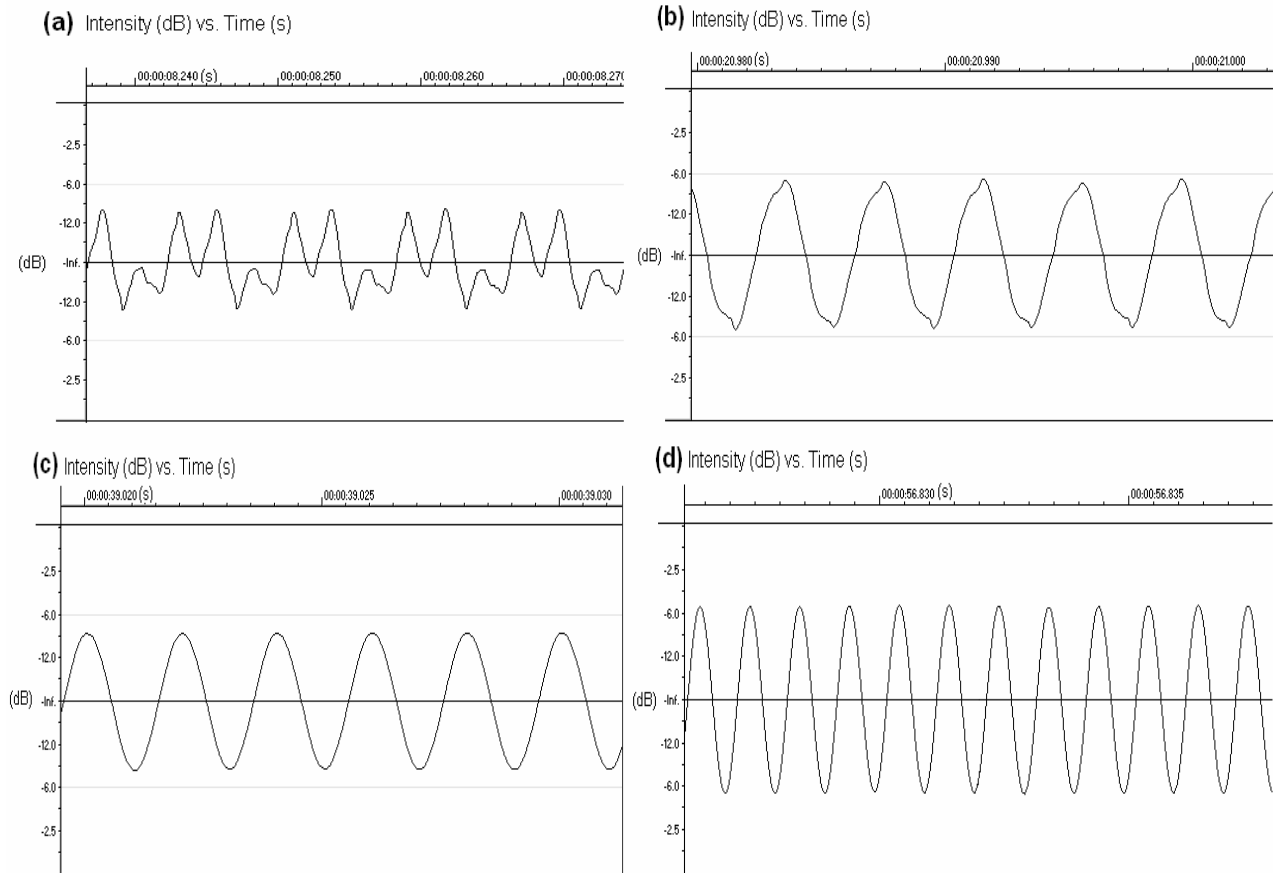 (a) Intensity (dB) vs. Time (s)
00:00:08.240 (s) 00:00:08.250 00:00:08.260 00:00:08.270
-2.5
-6.0
-12.0
(dB) -Inf.
-12.0
-6.0
-2.5
(b) Intensity (dB) vs. Time (s)
00:00:20.980 (s) 00:00:20.990 00:00:21.000
-2.5
-6.0
-12.0
(dB) -Inf.
-12.0
-6.0
-2.5
(c) Intensity (dB) vs. Time (s)
00:00:39.020 (s) 00:00:39.025 00:00:39.030
-2.5
-6.0
-12.0
(dB) -Inf.
-12.0
-6.0
-2.5
(d) Intensity (dB) vs. Time (s)
00:00:56.830 (s) 00:00:56.835
-2.5
-6.0
-12.0
(dB) -Inf.
-12.0
-6.0
-2.5